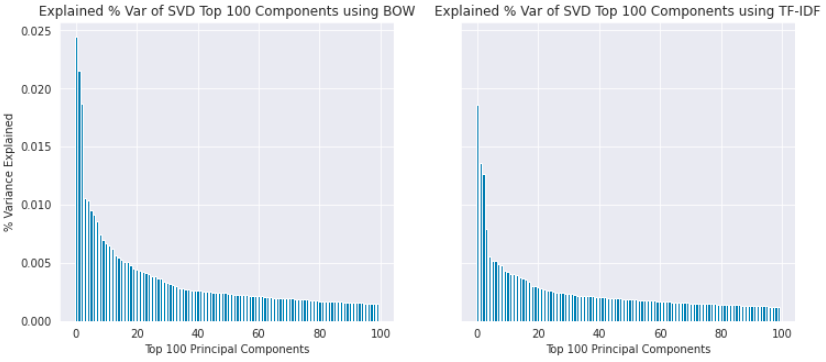 Explained % Var of SVD Top 100 Components using BOW
Explained % Var of SVD Top 100 Components using TF-IDF
% Variance Explained
0.025
0.020
0.015
0.010
0.005
0.000
0 20 40 60 80 100
0 20 40 60 80 100
Top 100 Principal Components
Top 100 Principal Components